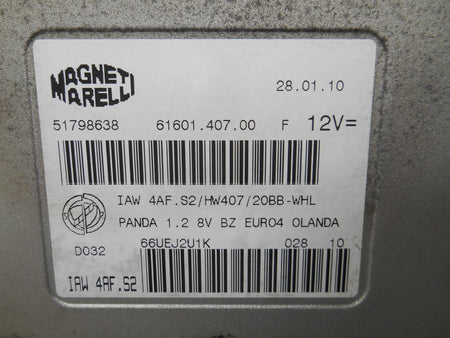 MAGNETI
MARELLI
28.01.10
51798638 61601.407.00 F 12V=
IAW 4AF.S2/HW407/20BB-WHL
PANDA 1.2 8V BZ EURO4 OLANDA
D032 66UEJ2U1K 028 10
IAW 4AF.S2